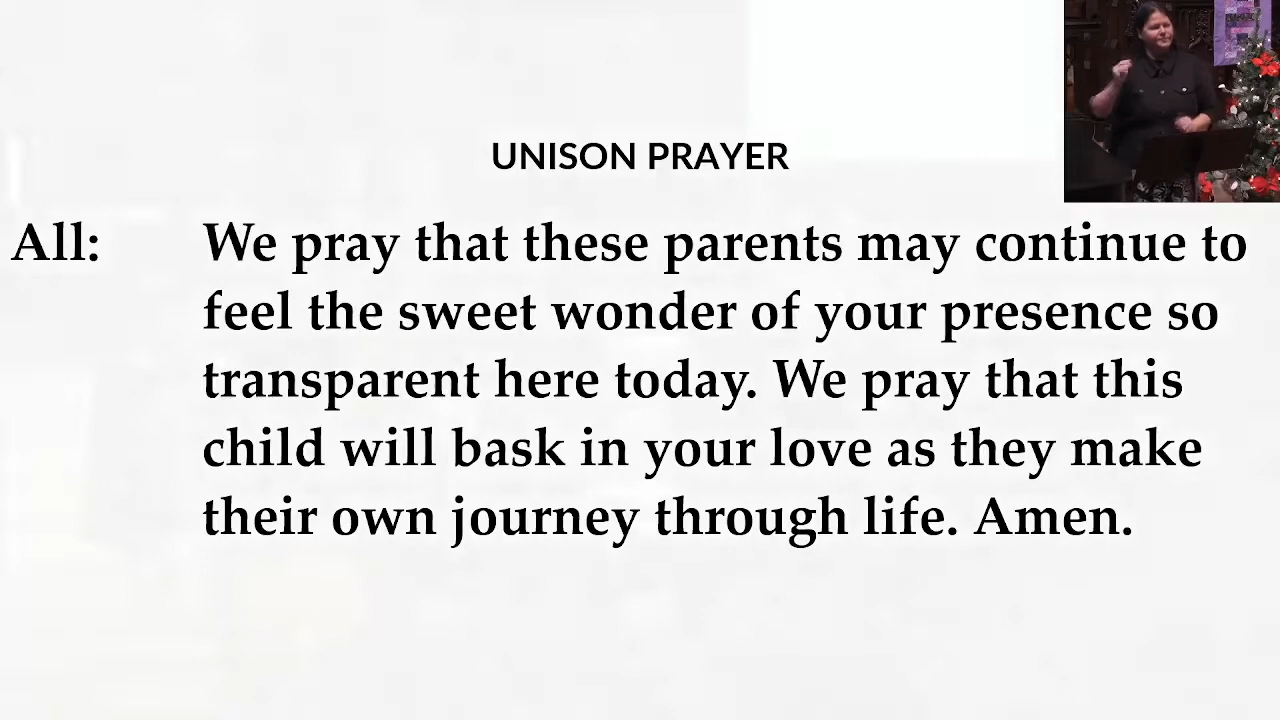 UNISON PRAYER
All: We pray that these parents may continue to
feel the sweet wonder of your presence so
transparent here today. We pray that this
child will bask in your love as they make
their own journey through life. Amen.